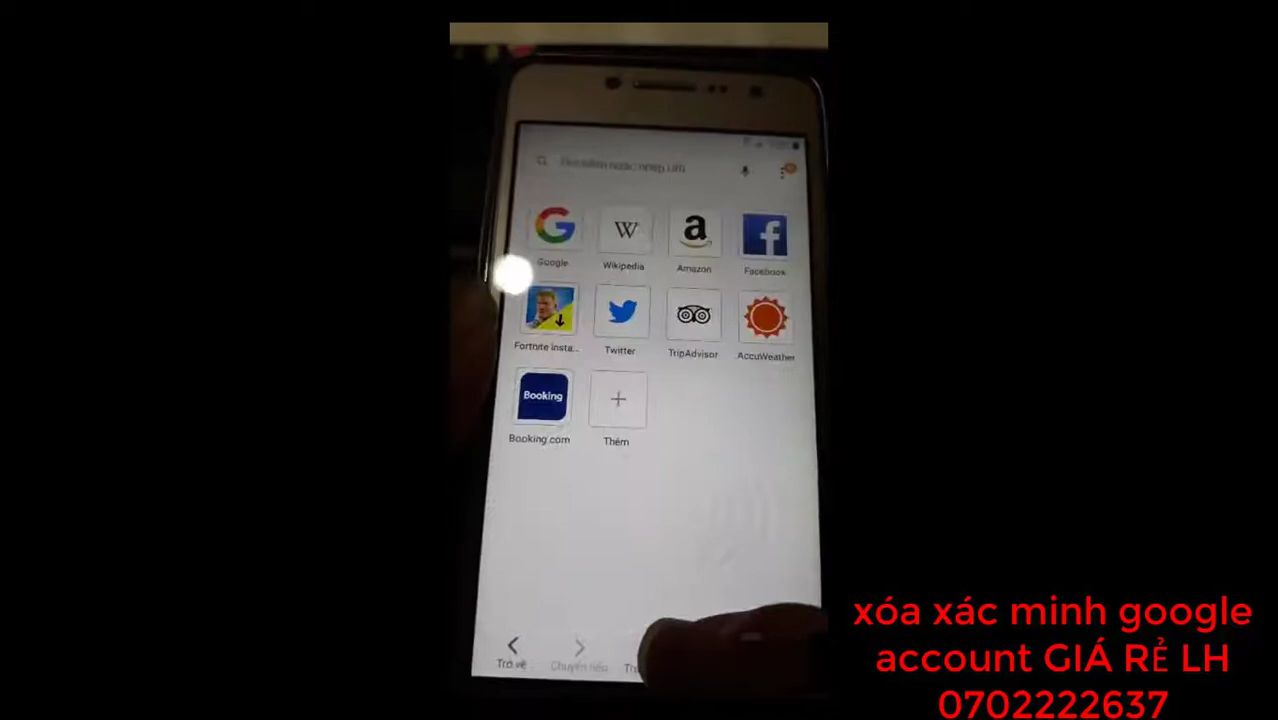 Google
Wikipedia
Amazon
Facebook
Fortnite insta...
Twitter
TripAdvisor
AccuWeather
Booking
Booking.com
Thêm
Trở về
Chuyển tiếp
xóa xác minh google
account GIÁ RẺ LH
0702222637